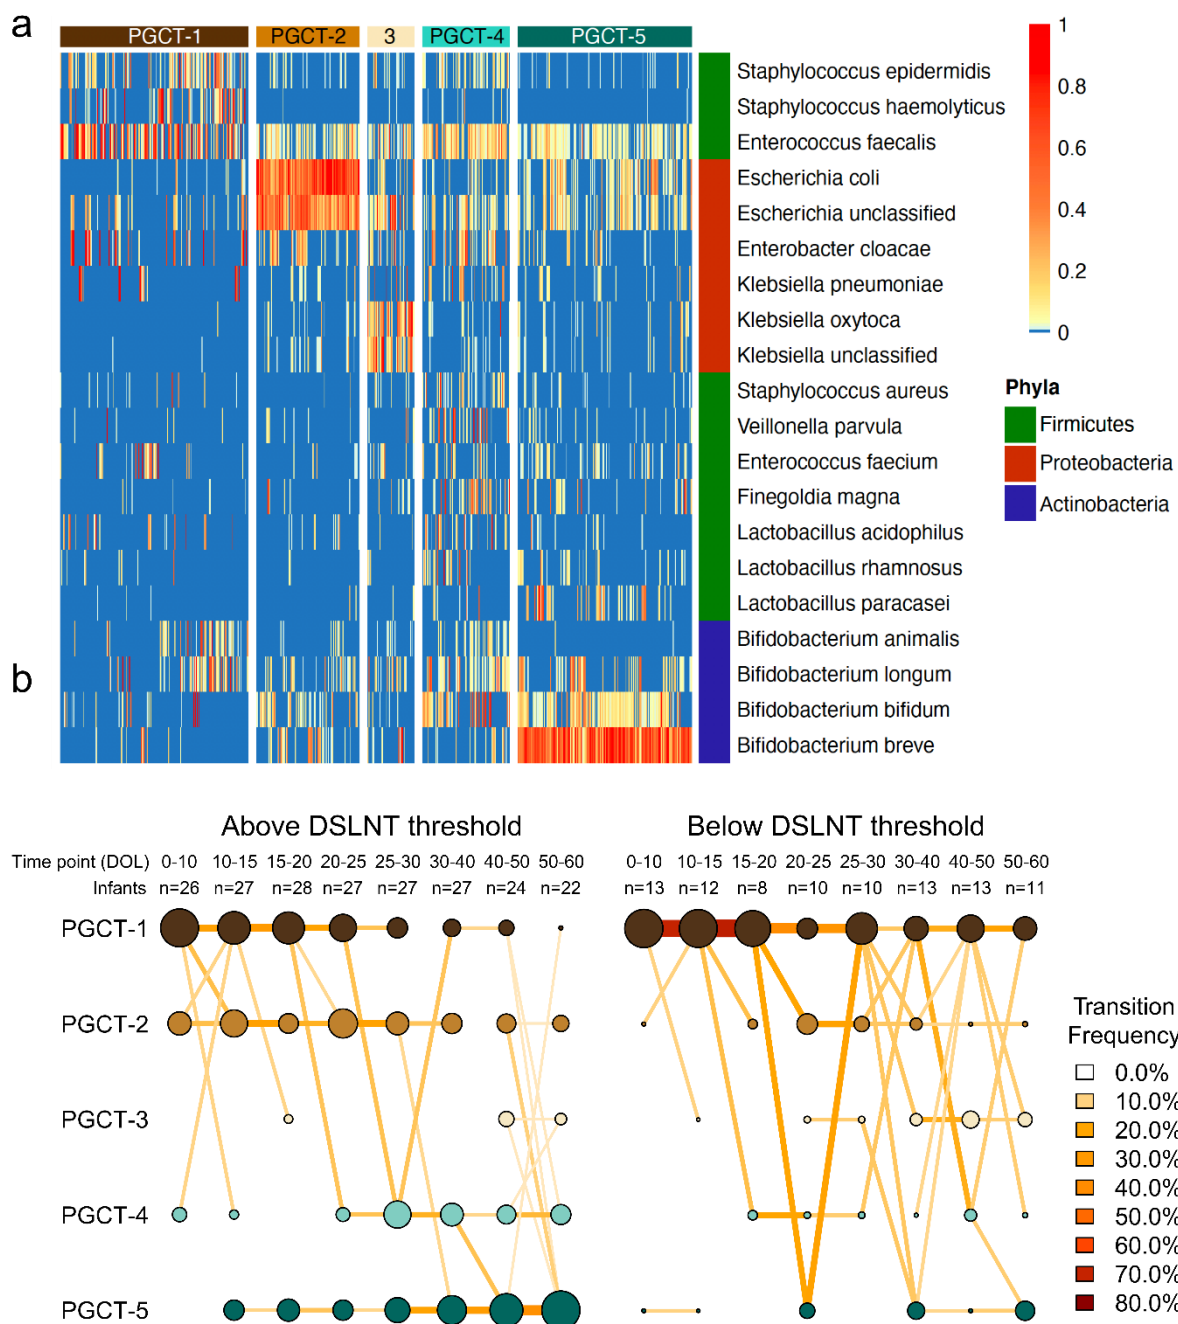 a
PGCT-1 PGCT-2 3 PGCT-4 PGCT-5
Staphylococcus epidermidis
Staphylococcus haemolyticus
Enterococcus faecalis
Escherichia coli
Escherichia unclassified
Enterobacter cloacae
Klebsiella pneumoniae
Klebsiella oxytoca
Klebsiella unclassified
Staphylococcus aureus
Veillonella parvula
Enterococcus faecium
Finegoldia magna
Lactobacillus acidophilus
Lactobacillus rhamnosus
Lactobacillus paracasei
Bifidobacterium animalis
Bifidobacterium longum
Bifidobacterium bifidum
Bifidobacterium breve
1
0.8
0.6
0.4
0.2
0
Phyla
Firmicutes
Proteobacteria
Actinobacteria
b
Above DSLNT threshold Below DSLNT threshold
Time point (DOL) 0-10 10-15 15-20 20-25 25-30 30-40 40-50 50-60 0-10 10-15 15-20 20-25 25-30 30-40 40-50 50-60
Infants n=26 n=27 n=28 n=27 n=27 n=27 n=24 n=22 n=13 n=12 n=8 n=10 n=10 n=13 n=13 n=11
PGCT-1
PGCT-2
PGCT-3
PGCT-4
PGCT-5
Transition
Frequency
0.0%
10.0%
20.0%
30.0%
40.0%
50.0%
60.0%
70.0%
80.0%